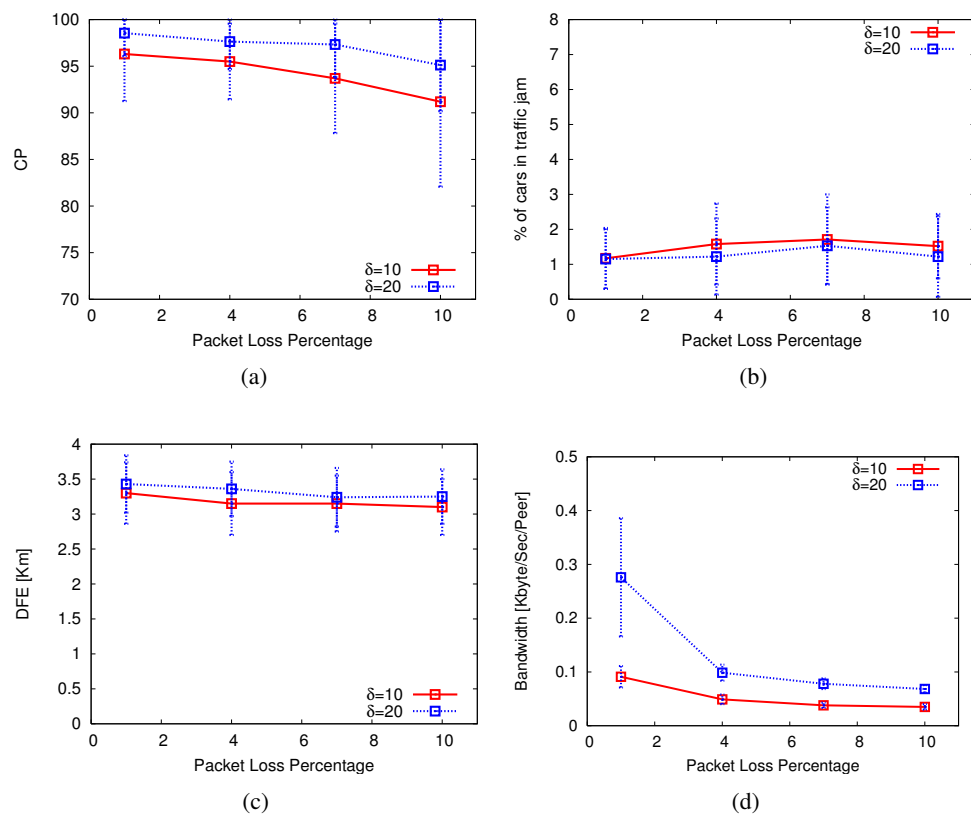 100
95
90
85
80
75
70
CP
0 2 4 6 8 10
Packet Loss Percentage
δ=10
δ=20
(a)
8
7
6
5
4
3
2
1
0
% of cars in traffic jam
0 2 4 6 8 10
Packet Loss Percentage
δ=10
δ=20
(b)
4
3.5
3
2.5
2
1.5
1
0.5
0
DFE [Km]
0 2 4 6 8 10
Packet Loss Percentage
δ=10
δ=20
(c)
0.5
0.4
0.3
0.2
0.1
0
Bandwidth [Kbyte/Sec/Peer]
0 2 4 6 8 10
Packet Loss Percentage
δ=10
δ=20
(d)